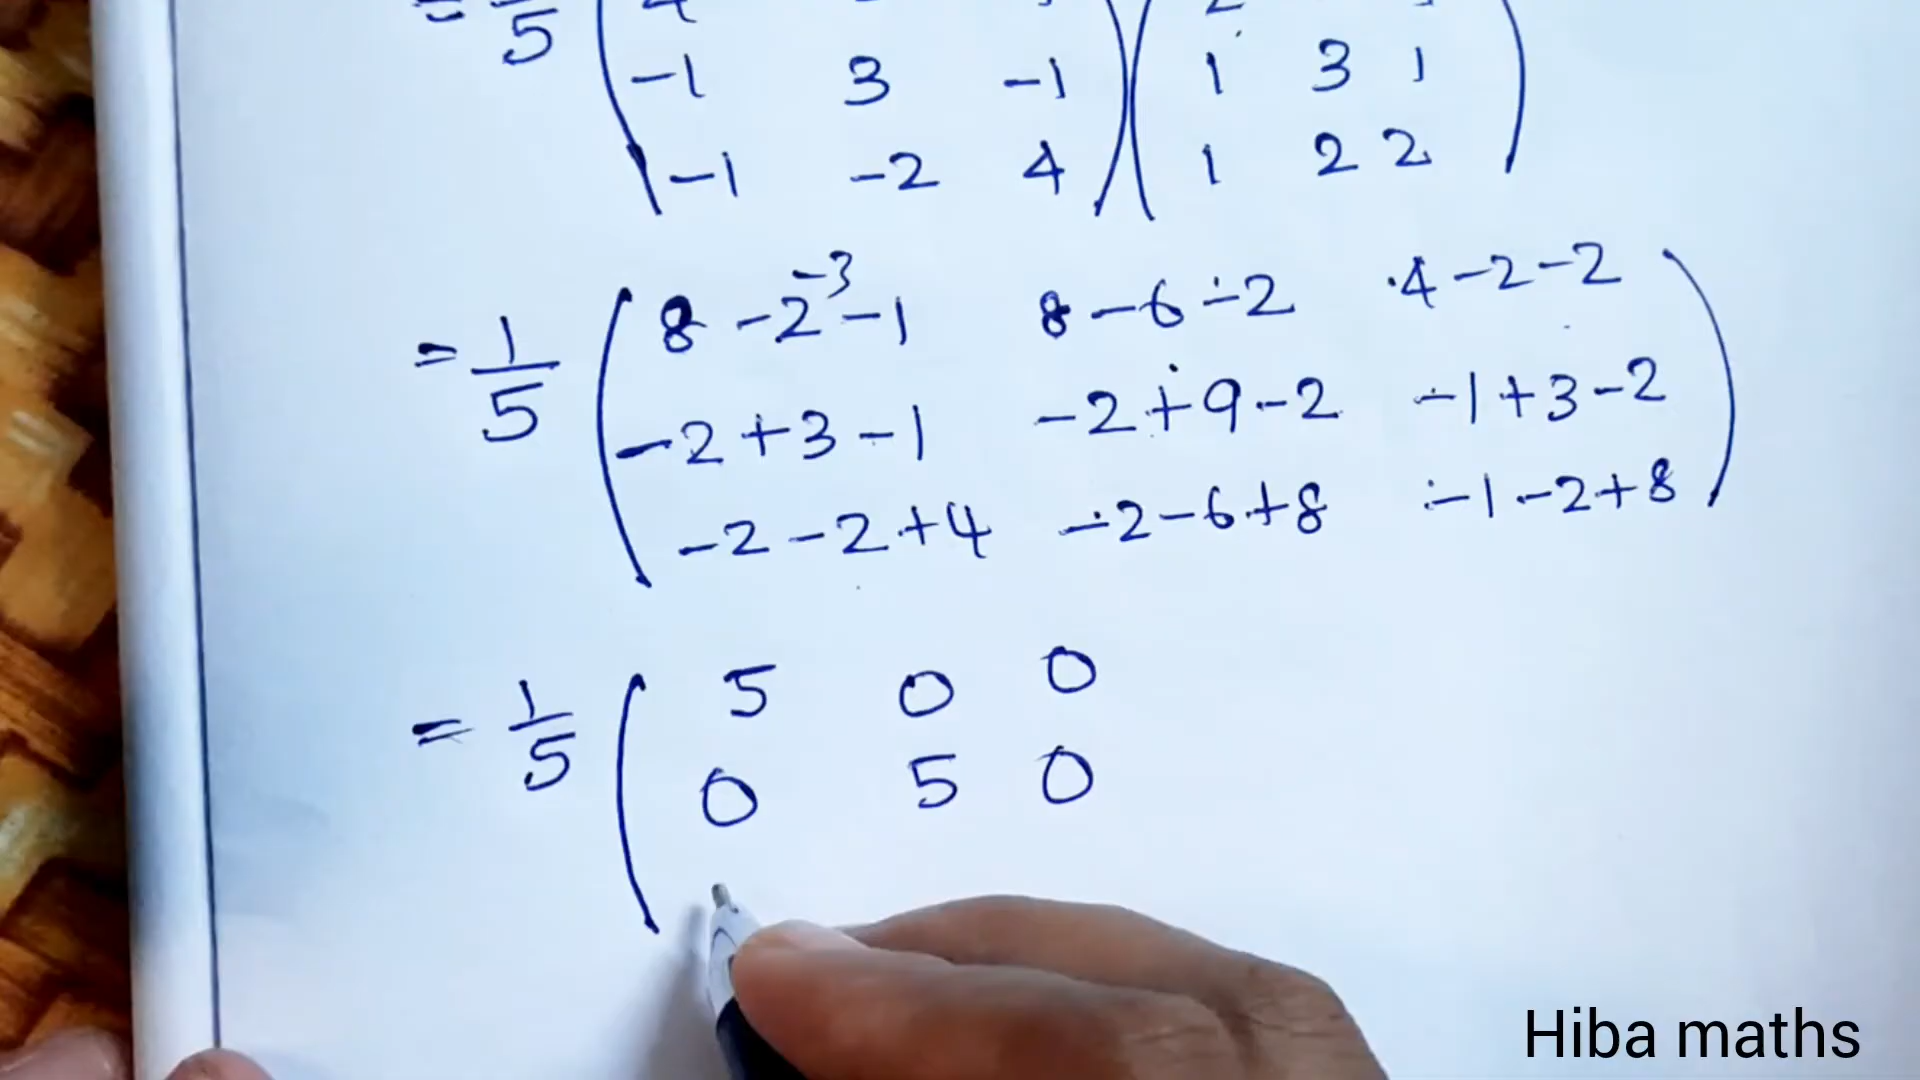 = 1/5
-1 3 -1 1 3 1
-1 -2 4 1 2 2
= 1/5 ( 8 -2 -3 -1 8 -6 -2 4 -2 -2
-2 +3 -1 -2 +9 -2 -1 +3 -2
-2 -2 +4 -2 -6 +8 -1 -2 +8 )
= 1/5 ( 5 0 0
0 5 0
Hiba maths